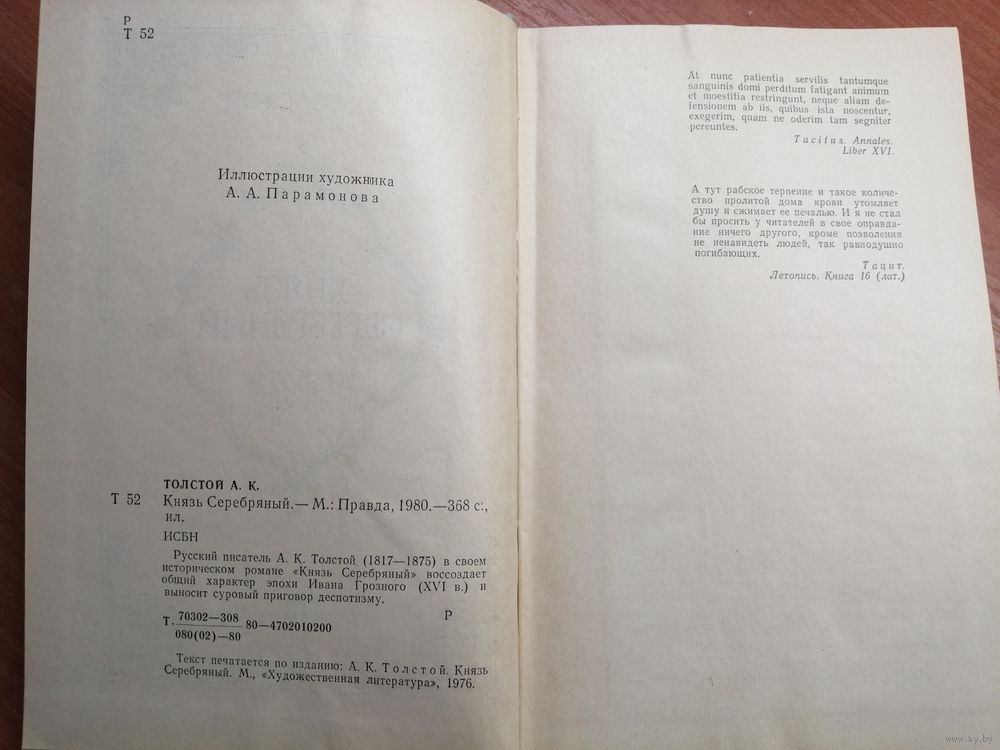 Р
Т 52
Иллюстрации художника
А. А. Парамонова
ТОЛСТОЙ А. К.
Т 52 Князь Серебряный.— М.: Правда, 1980.—368 с:,
ил.
ИСБН
Русский писатель А. К. Толстой (1817—1875) в своем
историческом романе «Князь Серебряный» воссоздает
общий характер эпохи Ивана Грозного (XVI в.) и
выносит суровый приговор деспотизму.
Р
70302—308
Т. 80—4702010200
080(02)—80
Текст печатается по изданию: А. К. Толстой. Князь
Серебряный. М., «Художественная литература», 1976.
At nunc patientia servilis tantumque
sanguinis domi perditum fatigant animum
et moestitia restringunt, neque aliam de-
fensionem ab iis, quibus ista noscentur,
exegerim, quam ne oderim tam segniter
pereuntes.
Tacitus. Annales.
Liber XVI.
А тут рабское терпение и такое количе-
ство пролитой дома крови утомляет
душу и сжимает ее печалью. И я не стал
бы просить у читателей в свое оправда-
ние ничего другого, кроме позволения
не ненавидеть людей, так равнодушно
погибающих.
Тацит.
Летопись. Книга 16 (лат.)
www.ay.by